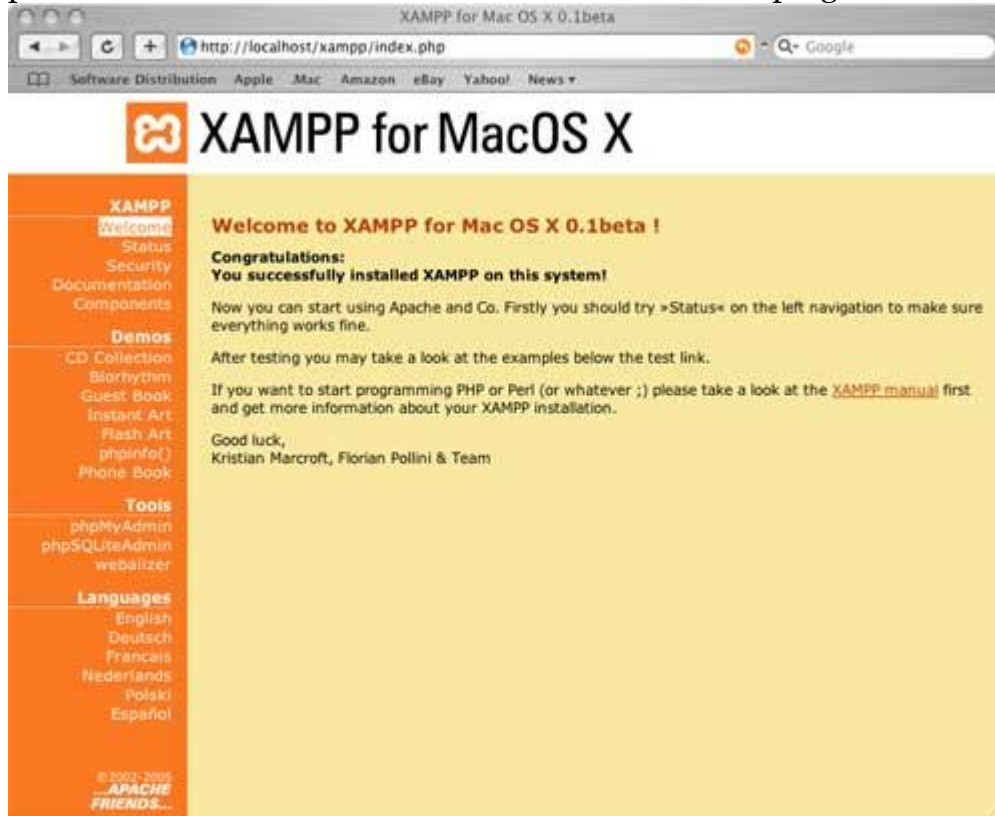 XAMPP for Mac OS X 0.1beta
http://localhost/xampp/index.php
Google
Software Distribution Apple Mac Amazon eBay Yahoo! News
XAMPP for MacOS X
XAMPP
Welcome
Status
Security
Documentation
Components
Demos
CD Collection
Biorhythm
Guest Book
Instant Art
Flash Art
phpinfo()
Phone Book
Tools
phpMyAdmin
phpSQLiteAdmin
webalizer
Languages
English
Deutsch
Francais
Nederlands
Polski
Español
©2002-2005
...APACHE
FRIENDS...
Welcome to XAMPP for Mac OS X 0.1beta !
Congratulations:
You successfully installed XAMPP on this system!
Now you can start using Apache and Co. Firstly you should try »Status« on the left navigation to make sure
everything works fine.
After testing you may take a look at the examples below the test link.
If you want to start programming PHP or Perl (or whatever ;) please take a look at the XAMPP manual first
and get more information about your XAMPP installation.
Good luck,
Kristian Marcroft, Florian Pollini & Team